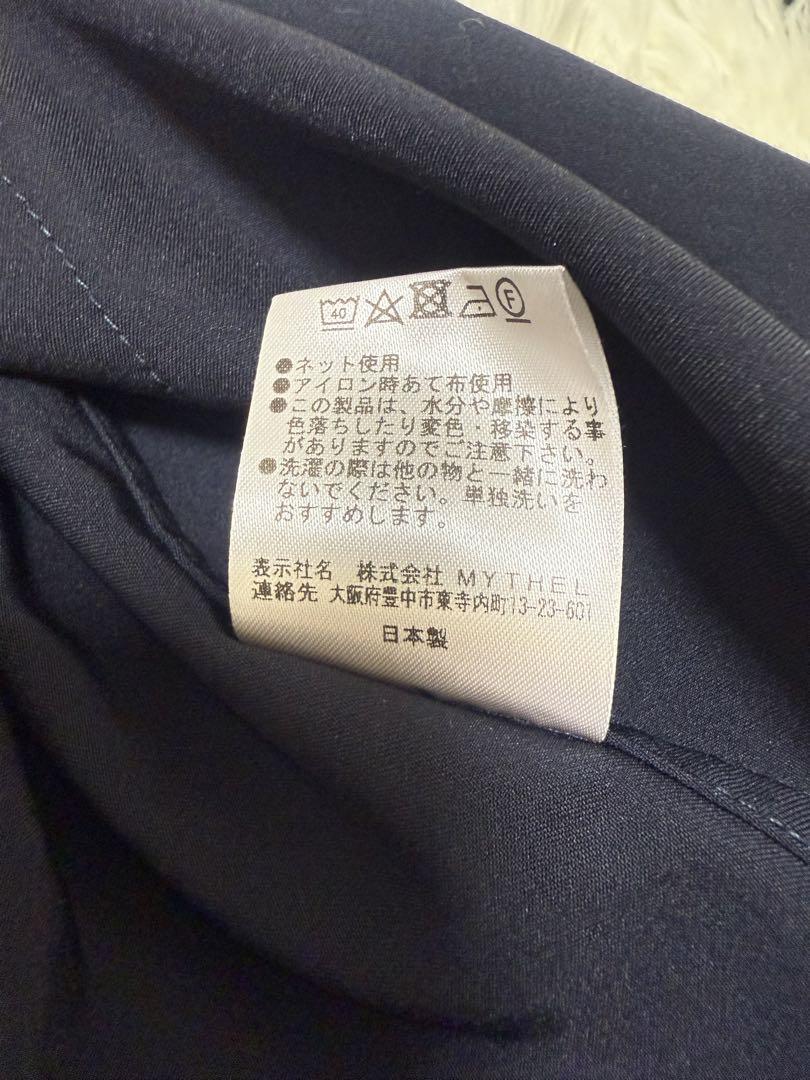 40 F
●ネット使用
●アイロン時あて布使用
●この製品は、水分や摩擦により
色落ちしたり変色・移染する事
がありますのでご注意下さい。
●洗濯の際は他の物と一緒に洗わ
ないでください。単独洗いを
おすすめします。
表示社名 株式会社 MYTHEL
連絡先 大阪府豊中市東寺内町13-23-601
日本製